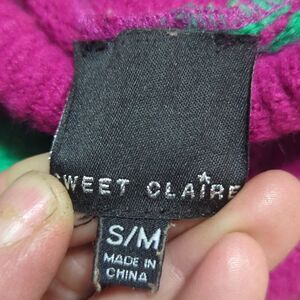 SWEET CLAIRE
S/M
MADE IN
CHINA